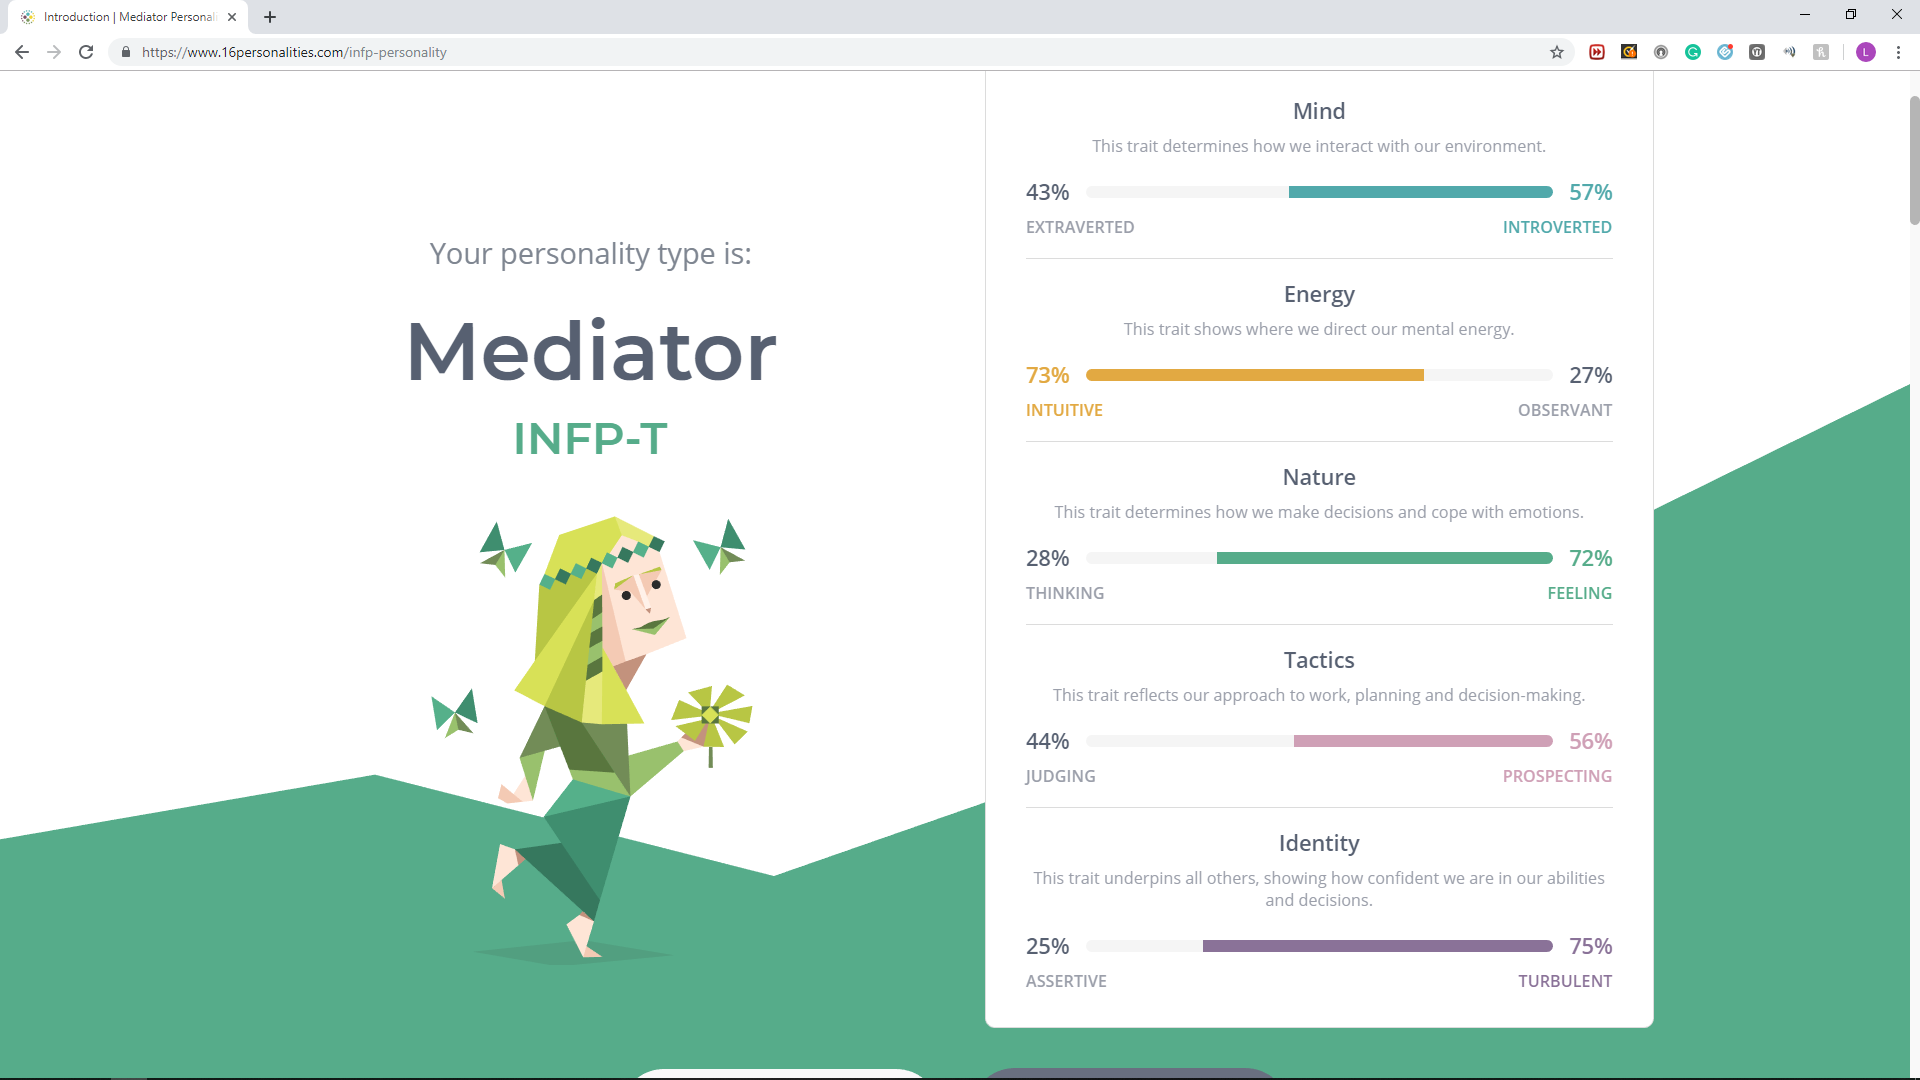 Introduction | Mediator Personali
https://www.16personalities.com/infp-personality
L
Your personality type is:
Mediator
INFP-T
Mind
This trait determines how we interact with our environment.
43% 57%
EXTRAVERTED INTROVERTED
Energy
This trait shows where we direct our mental energy.
73% 27%
INTUITIVE OBSERVANT
Nature
This trait determines how we make decisions and cope with emotions.
28% 72%
THINKING FEELING
Tactics
This trait reflects our approach to work, planning and decision-making.
44% 56%
JUDGING PROSPECTING
Identity
This trait underpins all others, showing how confident we are in our abilities
and decisions.
25% 75%
ASSERTIVE TURBULENT